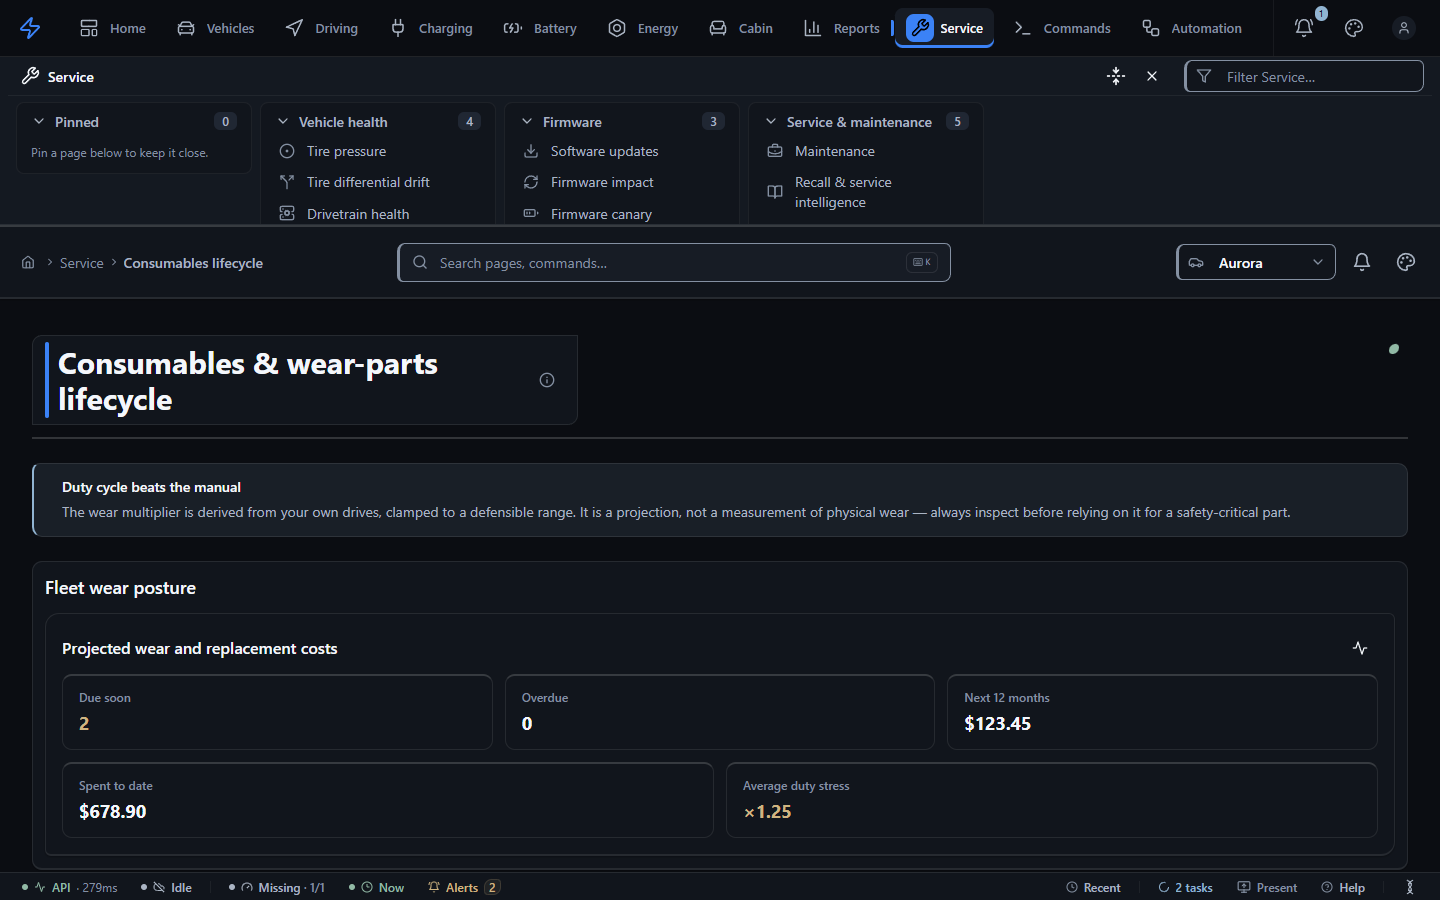 Home
Vehicles
Driving
Charging
Battery
Energy
Cabin
Reports
Service
Commands
Automation
1
Service
Filter Service...
Pinned 0
Pin a page below to keep it close.
Vehicle health 4
Tire pressure
Tire differential drift
Drivetrain health
Firmware 3
Software updates
Firmware impact
Firmware canary
Service & maintenance 5
Maintenance
Recall & service
intelligence
Service
Consumables lifecycle
Search pages, commands...
K
Aurora
Consumables & wear-parts
lifecycle
Duty cycle beats the manual
The wear multiplier is derived from your own drives, clamped to a defensible range. It is a projection, not a measurement of physical wear — always inspect before relying on it for a safety-critical part.
Fleet wear posture
Projected wear and replacement costs
Due soon
2
Overdue
0
Next 12 months
$123.45
Spent to date
$678.90
Average duty stress
×1.25
API · 279ms
Idle
Missing · 1/1
Now
Alerts 2
Recent
2 tasks
Present
Help